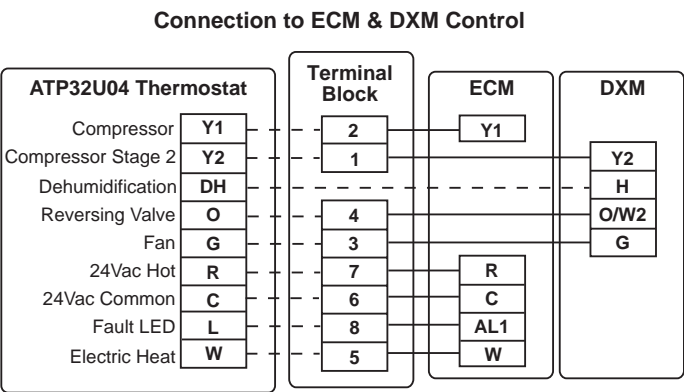 Connection to ECM & DXM Control
ATP32U04 Thermostat
Terminal
Block
ECM
DXM
Compressor Y1 2 Y1
Compressor Stage 2 Y2 1 Y2
Dehumidification DH H
Reversing Valve O 4 O/W2
Fan G 3 G
24Vac Hot R 7 R
24Vac Common C 6 C
Fault LED L 8 AL1
Electric Heat W 5 W